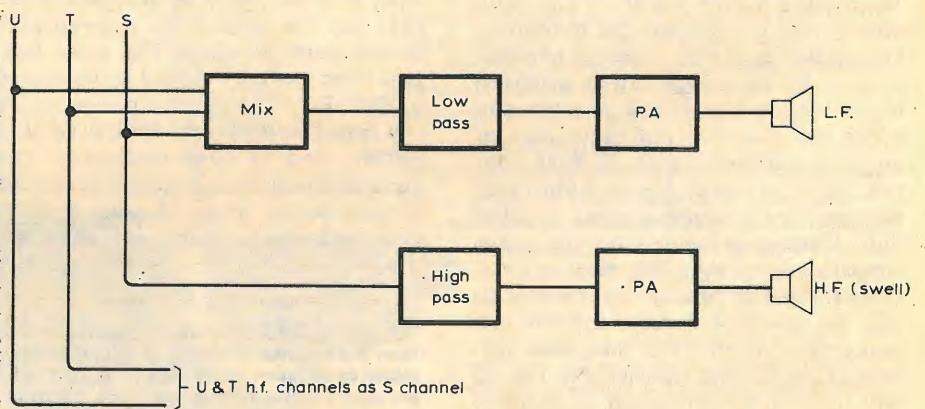 U T S
Mix
Low
pass
PA
L.F.
High
pass
PA
H.F. (swell)
U & T h.f. channels as S channel